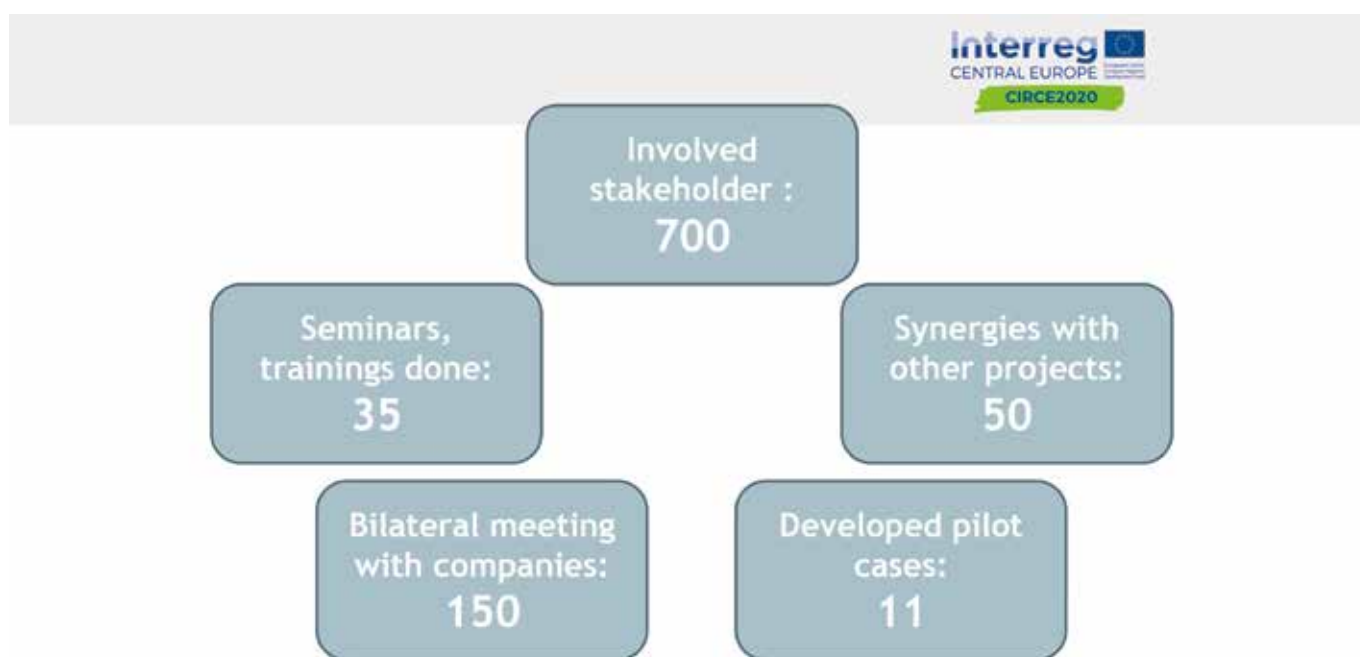 Interreg
CENTRAL EUROPE
CIRCE2020
Involved
stakeholder :
700
Seminars,
trainings done:
35
Synergies with
other projects:
50
Bilateral meeting
with companies:
150
Developed pilot
cases:
11